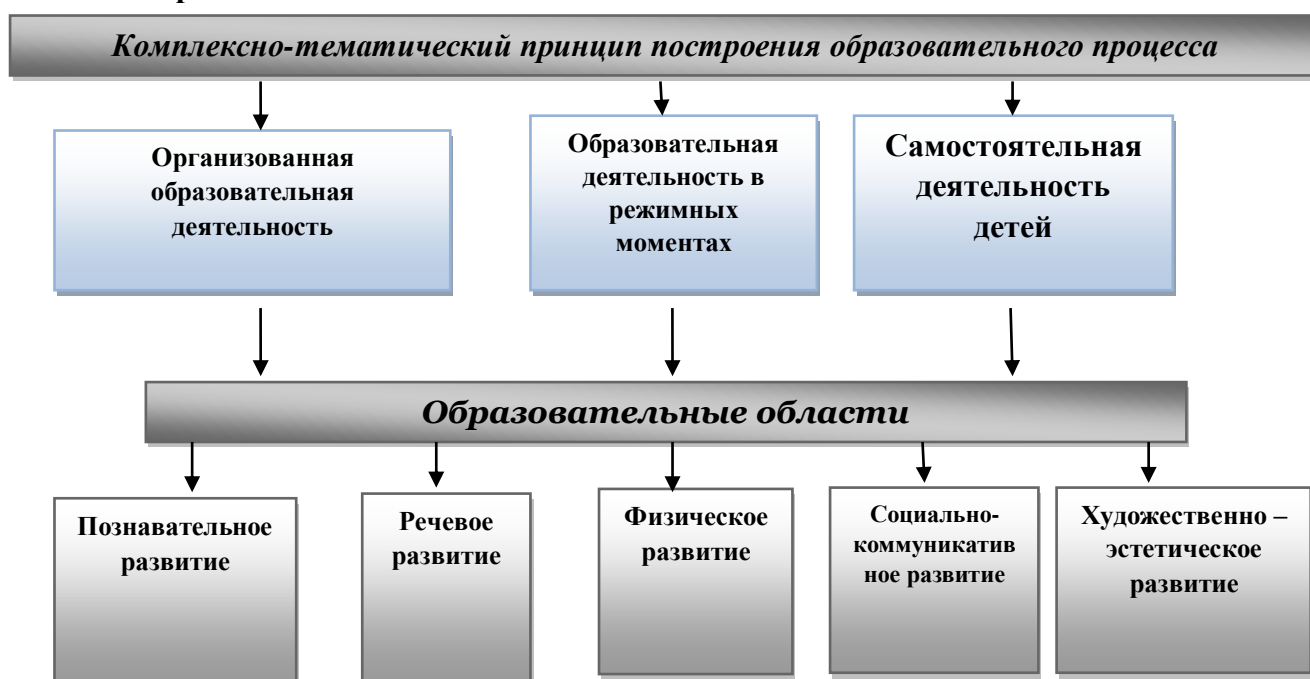 Комплексно-тематический принцип построения образовательного процесса
Организованная
образовательная
деятельность
Образовательная
деятельность в
режимных
моментах
Самостоятельная
деятельность
детей
Образовательные области
Познавательное
развитие
Речевое
развитие
Физическое
развитие
Социально-
коммуникатив
ное развитие
Художественно –
эстетическое
развитие